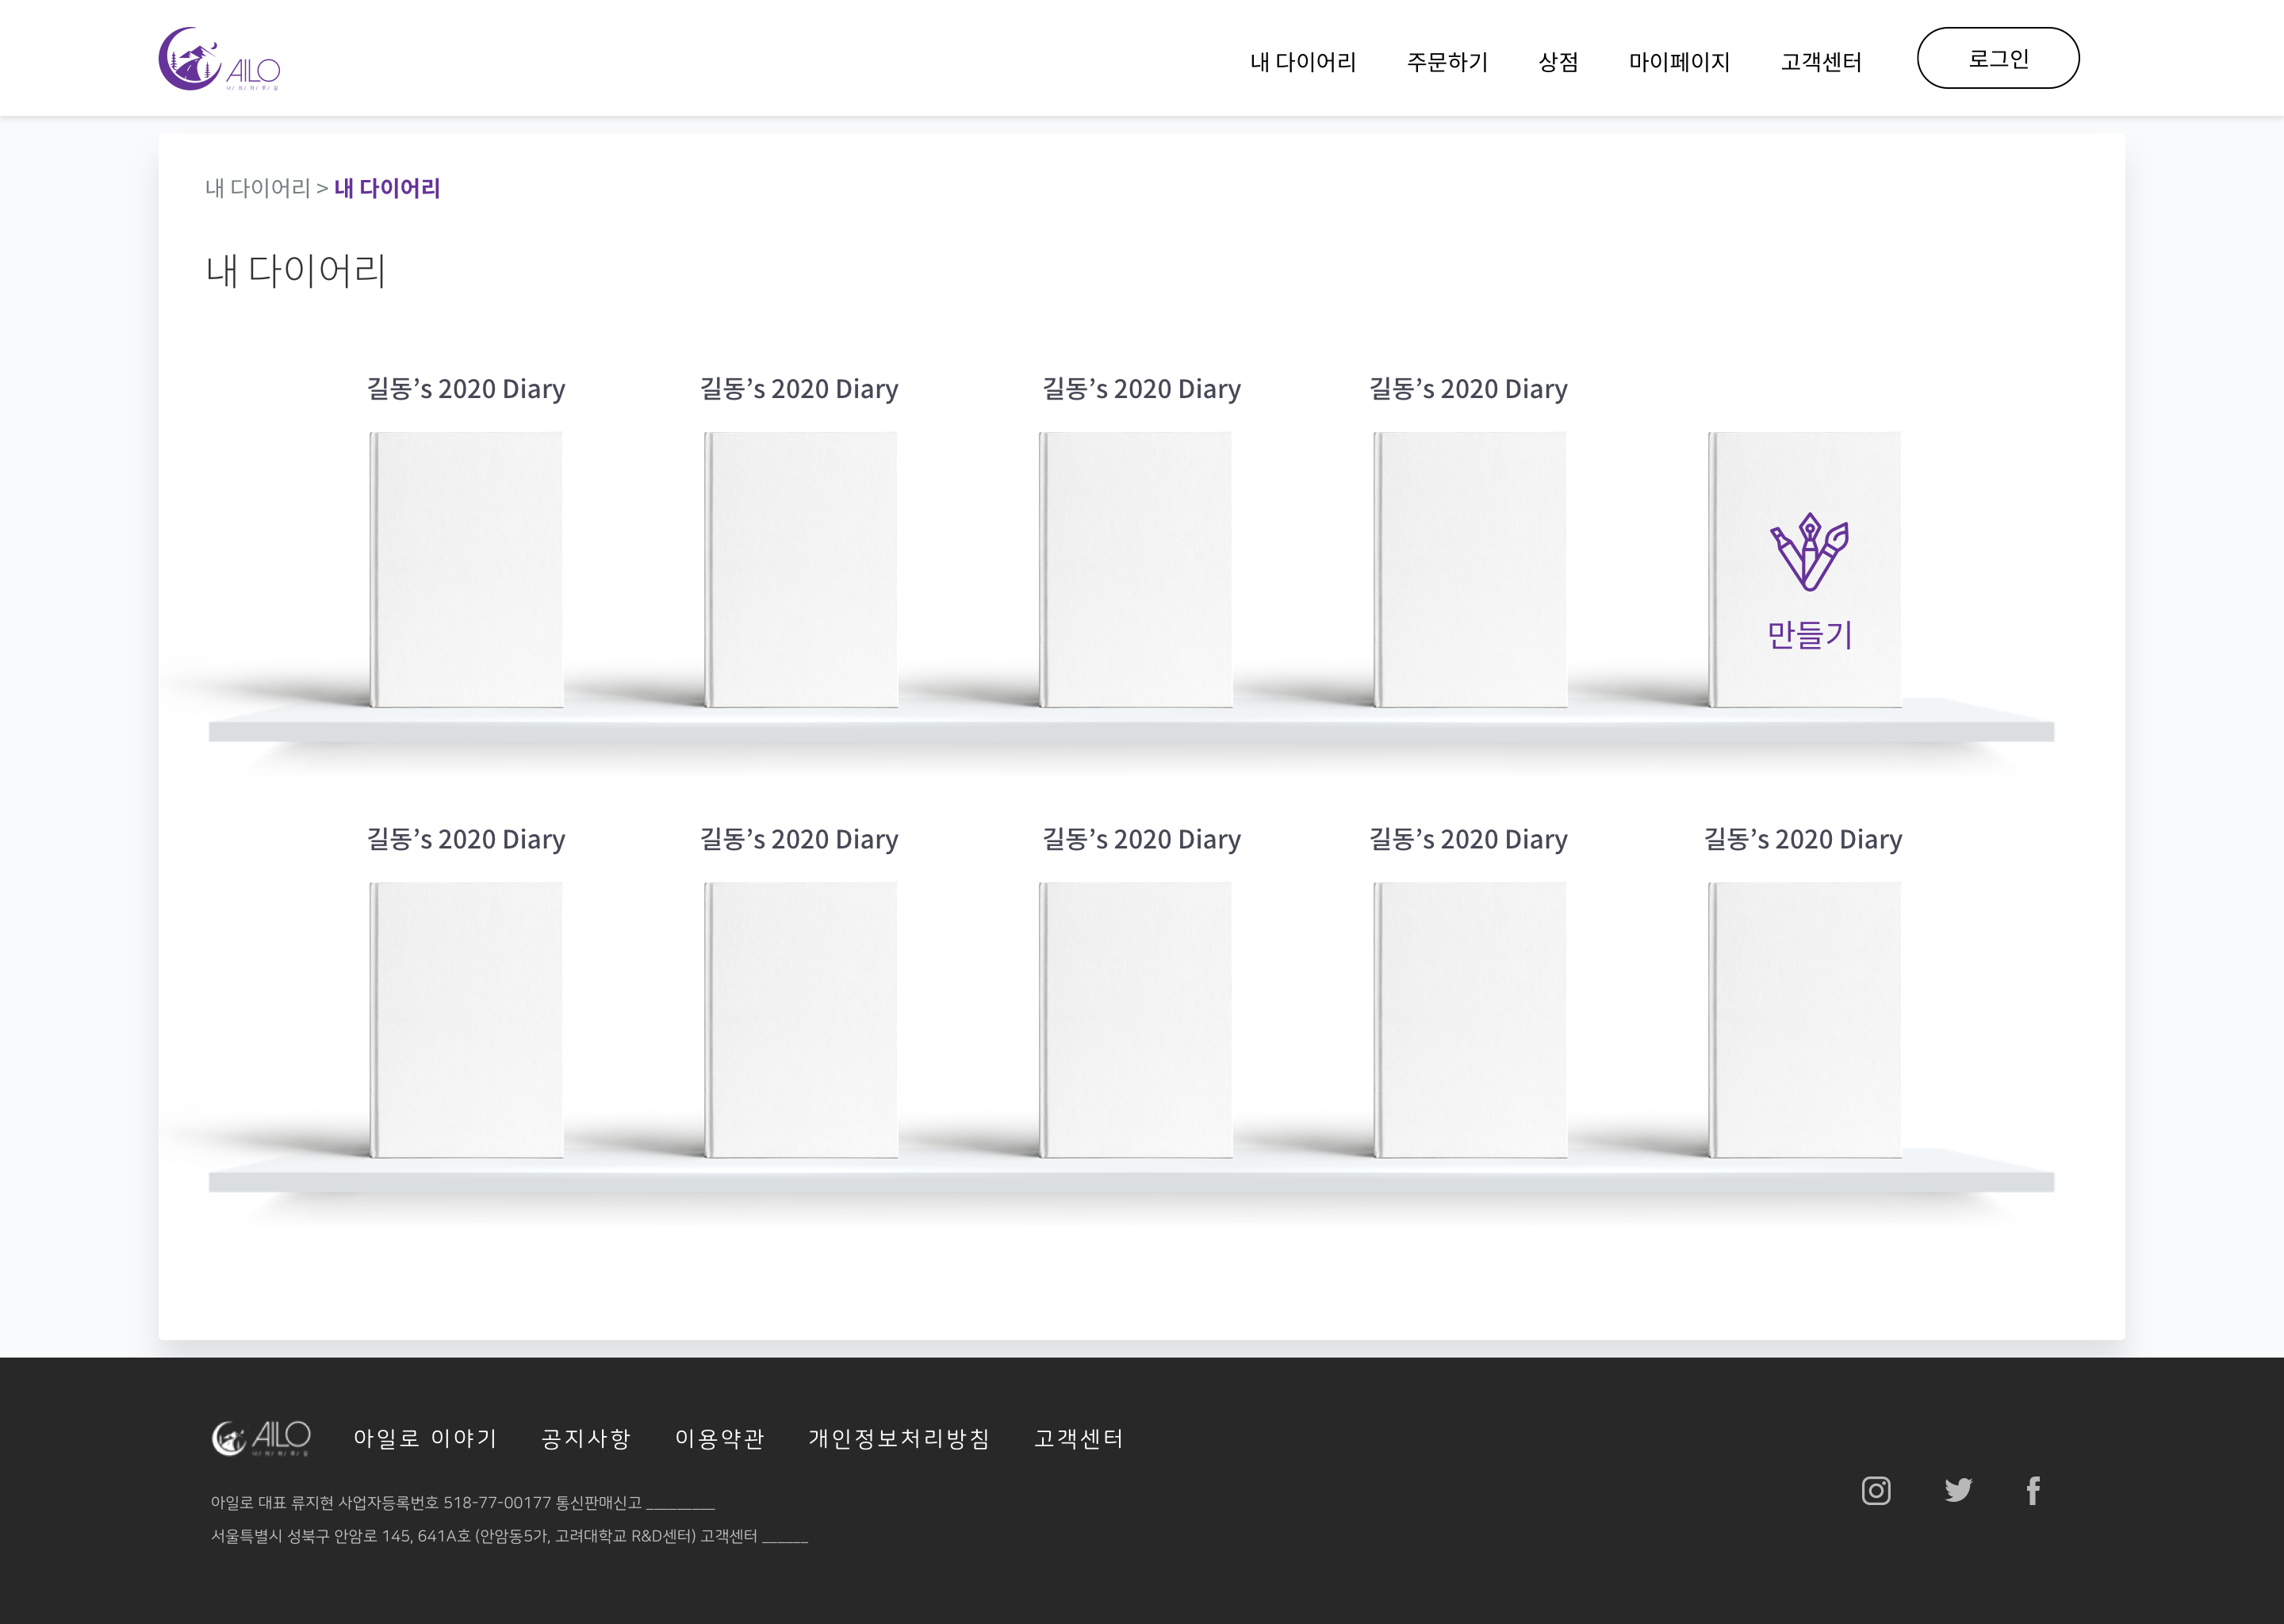 AILO
나/의/하/루/길
내 다이어리 주문하기 상점 마이페이지 고객센터 로그인
내 다이어리 > 내 다이어리
내 다이어리
길동’s 2020 Diary 길동’s 2020 Diary 길동’s 2020 Diary 길동’s 2020 Diary
만들기
길동’s 2020 Diary 길동’s 2020 Diary 길동’s 2020 Diary 길동’s 2020 Diary 길동’s 2020 Diary
AILO 아일로 이야기 공지사항 이용약관 개인정보처리방침 고객센터
아일로 대표 류지현 사업자등록번호 518-77-00177 통신판매신고 _________
서울특별시 성북구 안암로 145, 641A호 (안암동5가, 고려대학교 R&D센터) 고객센터 ______